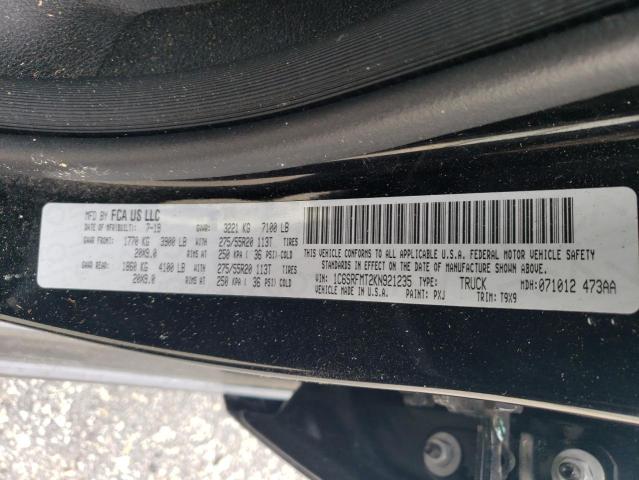 MFD BY FCA US LLC
DATE OF MFR(BUILT): 7-19 GVWR: 3221 KG 7100 LB
GAWR FRONT: 1770 KG 3900 LB WITH 275/55R20 113T TIRES
20X9.0 RIMS AT 250 KPA ( 36 PSI) COLD
GAWR REAR: 1860 KG 4100 LB WITH 275/55R20 113T TIRES
20X9.0 RIMS AT 250 KPA ( 36 PSI) COLD
THIS VEHICLE CONFORMS TO ALL APPLICABLE U.S.A. FEDERAL MOTOR VEHICLE SAFETY
STANDARDS IN EFFECT ON THE DATE OF MANUFACTURE SHOWN ABOVE.
VIN: 1C6SRFMT2KN921235 TYPE: TRUCK MDH: 071012 473AA
VEHICLE MADE IN U.S.A. PAINT: PXJ TRIM: T9X9